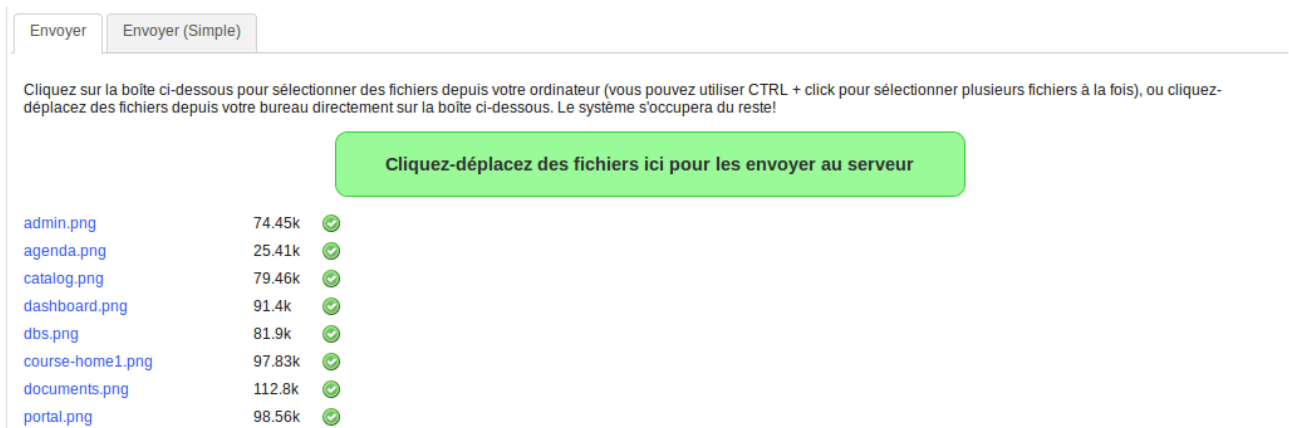 Envoyer Envoyer (Simple)
Cliquez sur la boîte ci-dessous pour sélectionner des fichiers depuis votre ordinateur (vous pouvez utiliser CTRL + click pour sélectionner plusieurs fichiers à la fois), ou cliquez-
déplacez des fichiers depuis votre bureau directement sur la boîte ci-dessous. Le système s'occupera du reste!
Cliquez-déplacez des fichiers ici pour les envoyer au serveur
admin.png 74.45k
agenda.png 25.41k
catalog.png 79.46k
dashboard.png 91.4k
dbs.png 81.9k
course-home1.png 97.83k
documents.png 112.8k
portal.png 98.56k